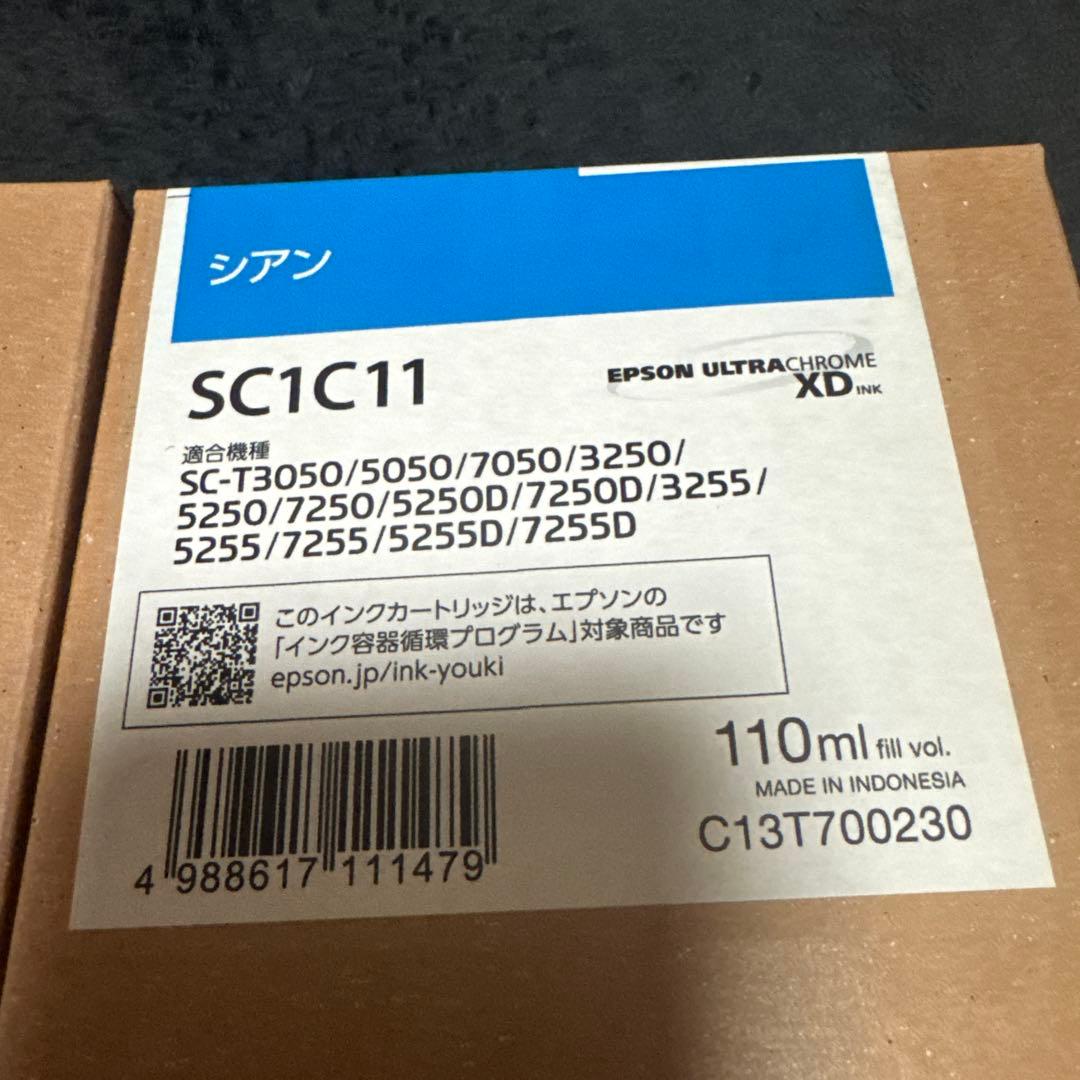 シアン
SC1C11
EPSON ULTRACHROME
XD INK
適合機種
SC-T3050/5050/7050/3250/
5250/7250/5250D/7250D/3255/
5255/7255/5255D/7255D
このインクカートリッジは、エプソンの
「インク容器循環プログラム」対象商品です
epson.jp/ink-youki
110ml fill vol.
MADE IN INDONESIA
C13T700230
4 988617 111479